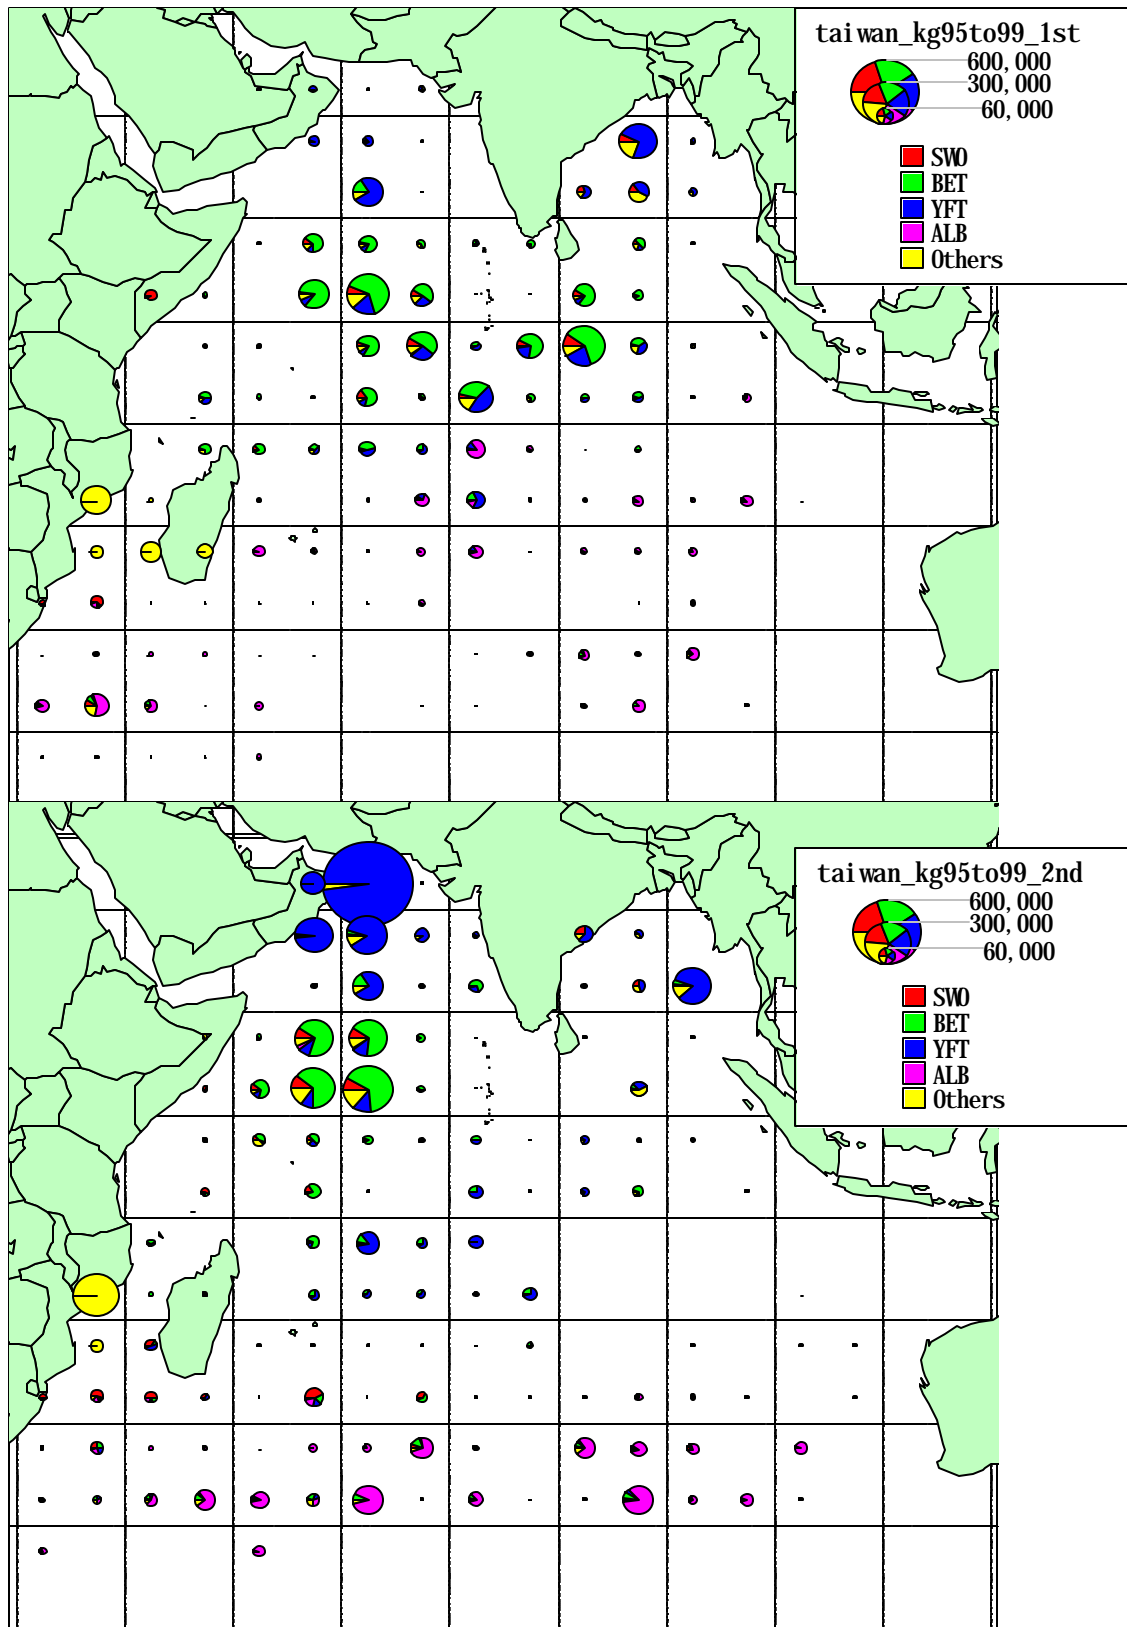 taiwan_kg95to99_1st
600,000
300,000
60,000
SWO
BET
YFT
ALB
Others
taiwan_kg95to99_2nd
600,000
300,000
60,000
SWO
BET
YFT
ALB
Others